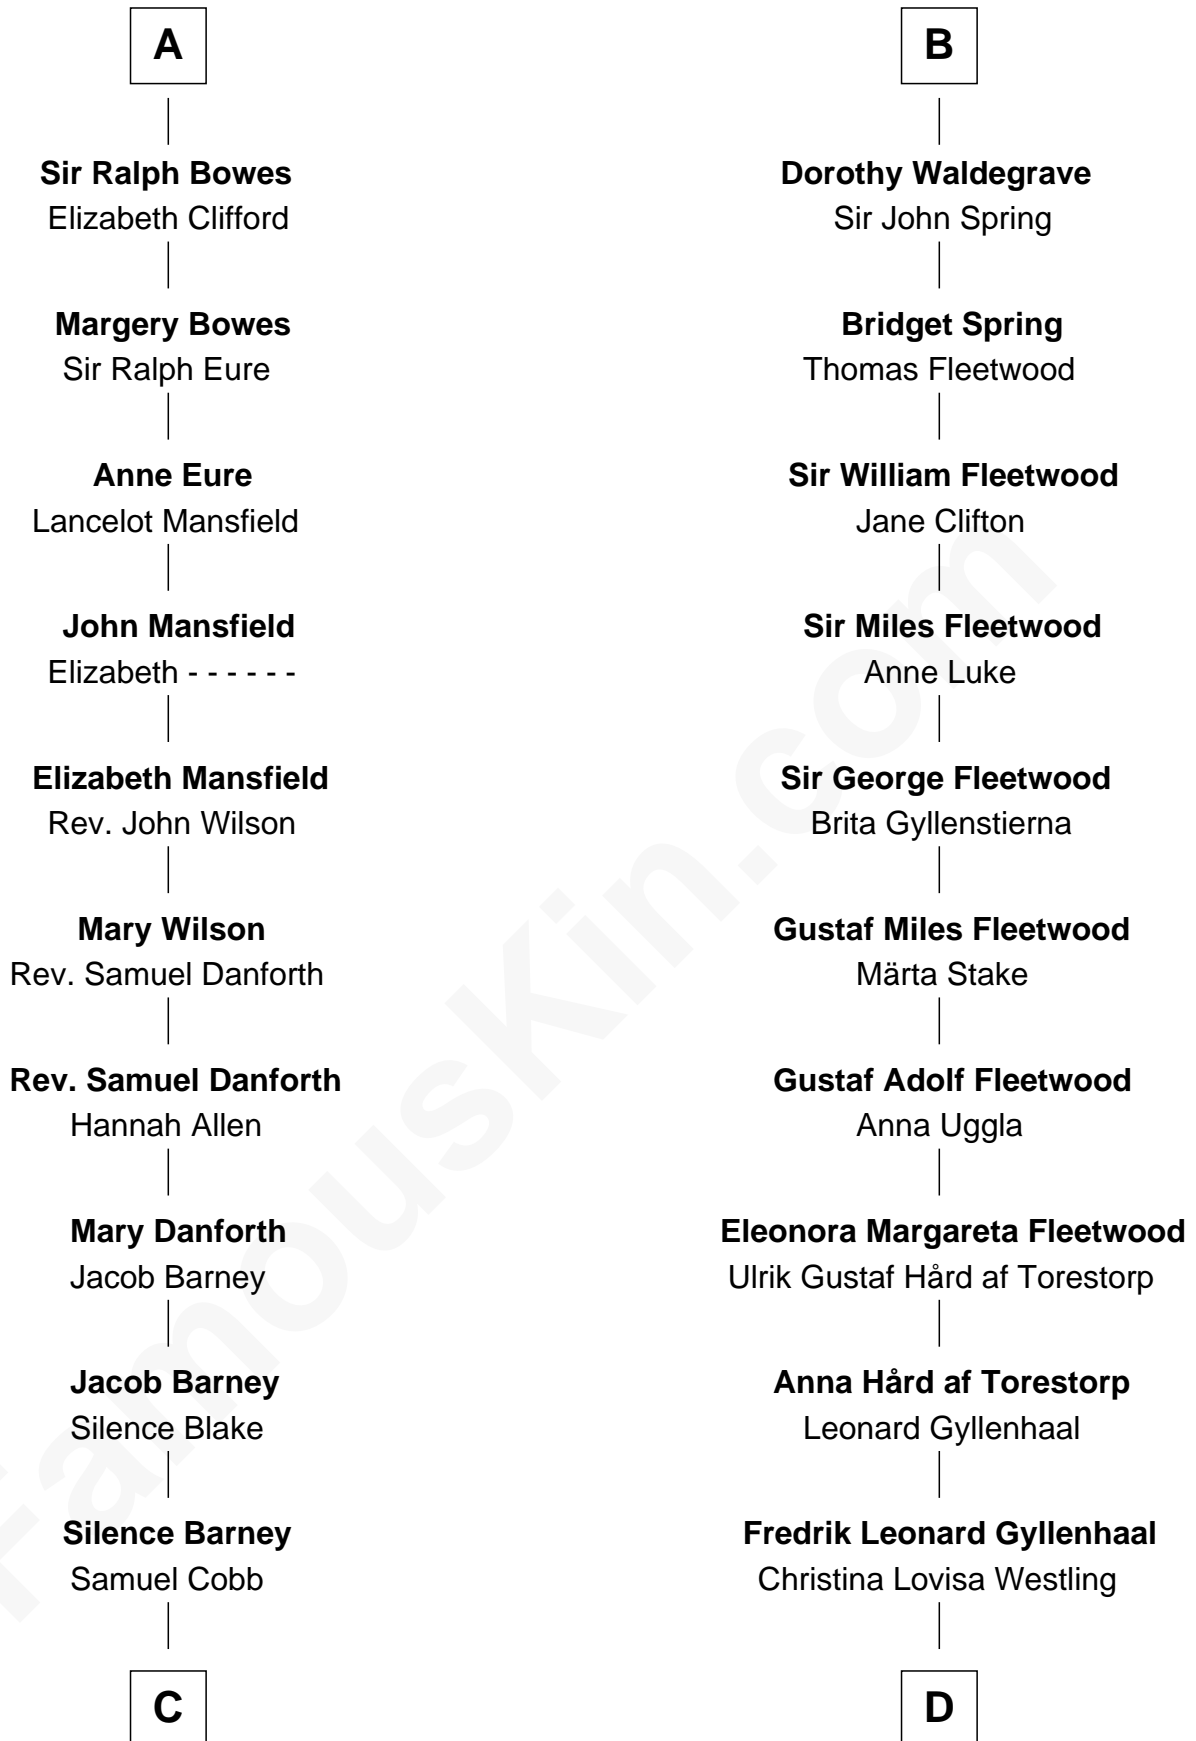 A
Sir Ralph Bowes
Elizabeth Clifford
Margery Bowes
Sir Ralph Eure
Anne Eure
Lancelot Mansfield
John Mansfield
Elizabeth - - - - - -
Elizabeth Mansfield
Rev. John Wilson
Mary Wilson
Rev. Samuel Danforth
Rev. Samuel Danforth
Hannah Allen
Mary Danforth
Jacob Barney
Jacob Barney
Silence Blake
Silence Barney
Samuel Cobb
C
B
Dorothy Waldegrave
Sir John Spring
Bridget Spring
Thomas Fleetwood
Sir William Fleetwood
Jane Clifton
Sir Miles Fleetwood
Anne Luke
Sir George Fleetwood
Brita Gyllenstierna
Gustaf Miles Fleetwood
Märta Stake
Gustaf Adolf Fleetwood
Anna Uggla
Eleonora Margareta Fleetwood
Ulrik Gustaf Hård af Torestorp
Anna Hård af Torestorp
Leonard Gyllenhaal
Fredrik Leonard Gyllenhaal
Christina Lovisa Westling
D
FamousKin.com